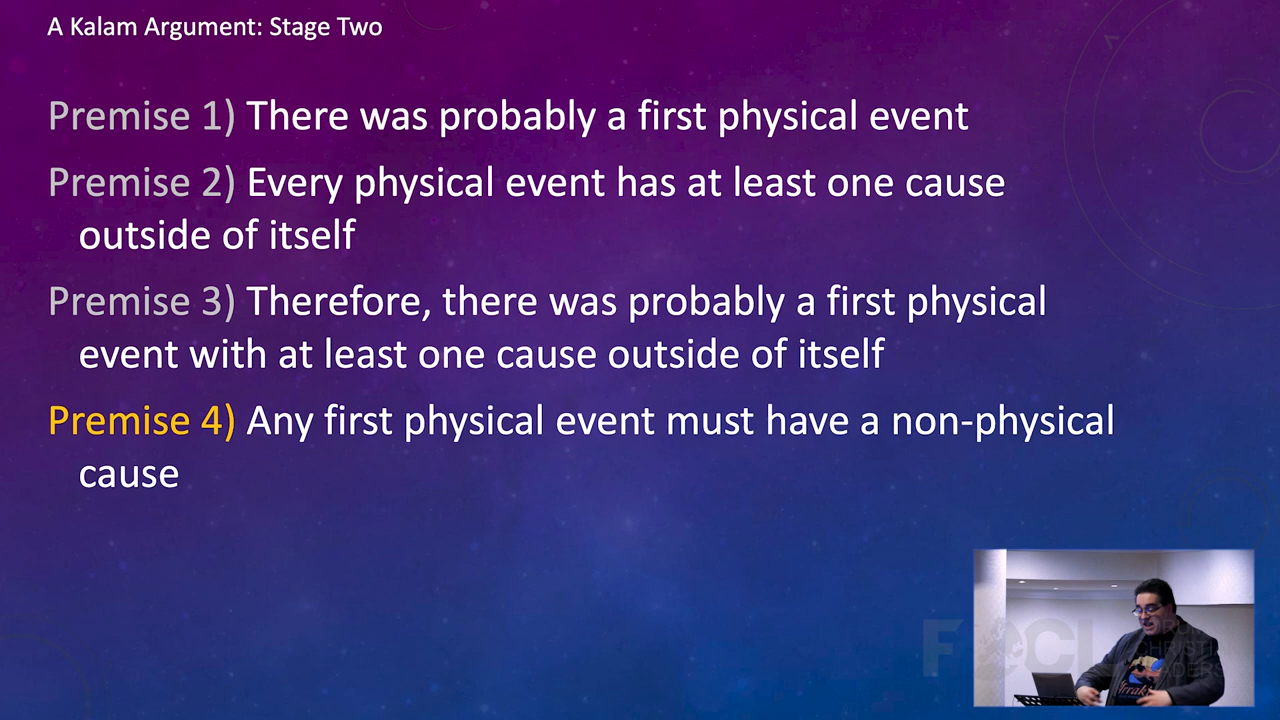 A Kalam Argument: Stage Two
Premise 1) There was probably a first physical event
Premise 2) Every physical event has at least one cause
outside of itself
Premise 3) Therefore, there was probably a first physical
event with at least one cause outside of itself
Premise 4) Any first physical event must have a non-physical
cause
FOCL